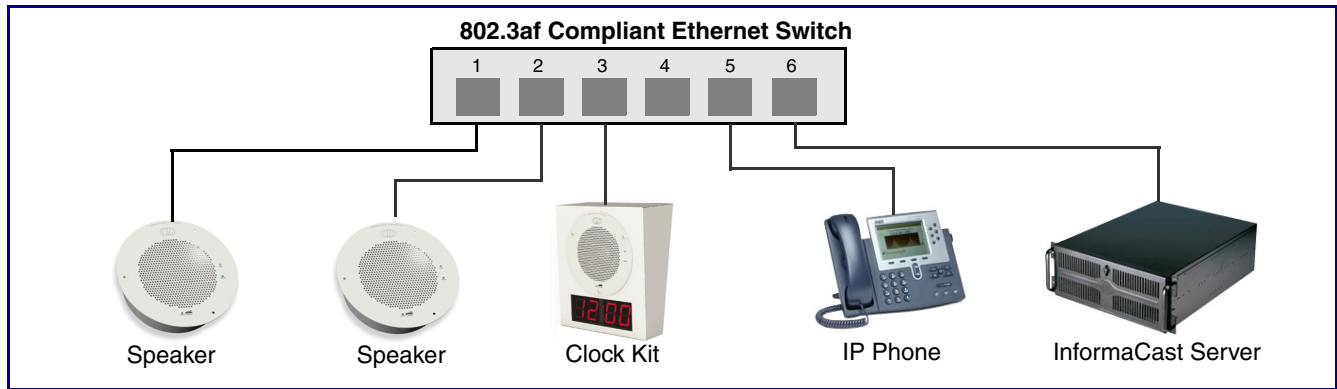 802.3af Compliant Ethernet Switch
1 2 3 4 5 6
12:00
Speaker Speaker Clock Kit IP Phone InformaCast Server